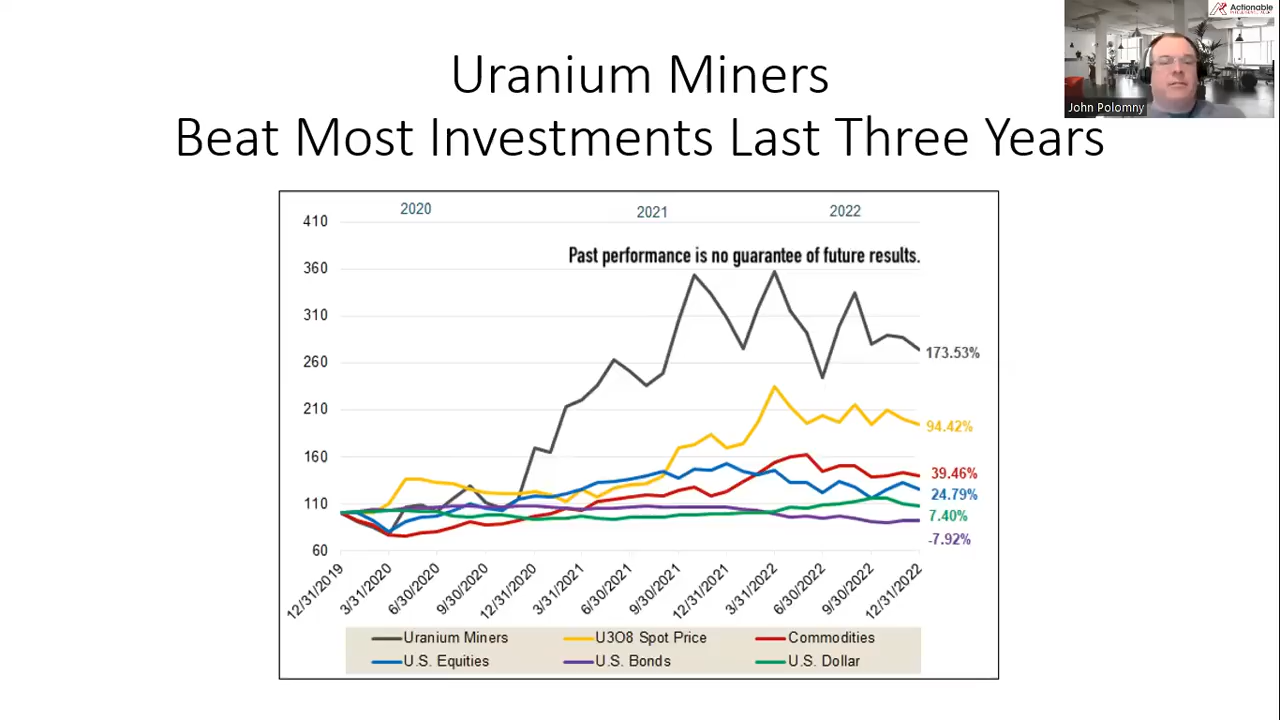 Actionable
John Polomny
Uranium Miners
Beat Most Investments Last Three Years
2020 2021 2022
Past performance is no guarantee of future results.
410
360
310
260
210
160
110
60
173.53%
94.42%
39.46%
24.79%
7.40%
-7.92%
12/31/2019 3/31/2020 6/30/2020 9/30/2020 12/31/2020 3/31/2021 6/30/2021 9/30/2021 12/31/2021 3/31/2022 6/30/2022 9/30/2022 12/31/2022
Uranium Miners U3O8 Spot Price Commodities
U.S. Equities U.S. Bonds U.S. Dollar